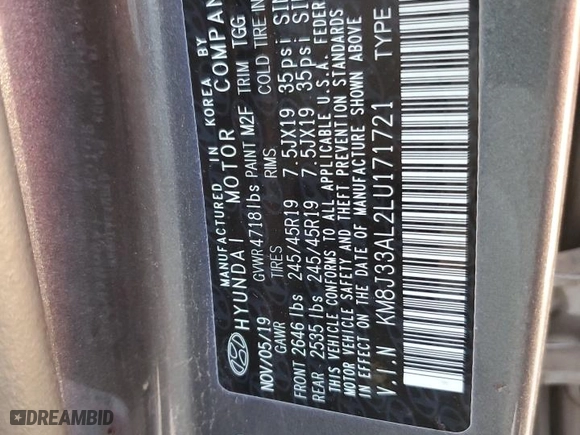 MANUFACTURED IN KOREA BY
HYUNDAI MOTOR COMPAN
NOV/05/19 GVWR 4718lbs PAINT M2F TRIM TGG
GAWR TIRES RIMS COLD TIRE IN
FRONT 2646 lbs 245/45R19 7.5JX19 35psi SI
REAR 2535 lbs 245/45R19 7.5JX19 35psi SI
THIS VEHICLE CONFORMS TO ALL APPLICABLE U.S.A. FEDER
MOTOR VEHICLE SAFETY AND THEFT PREVENTION STANDARDS
IN EFFECT ON THE DATE OF MANUFACTURE SHOWN ABOVE
V.I.N KM8J33AL2LU171721 TYPE
DREAMBID